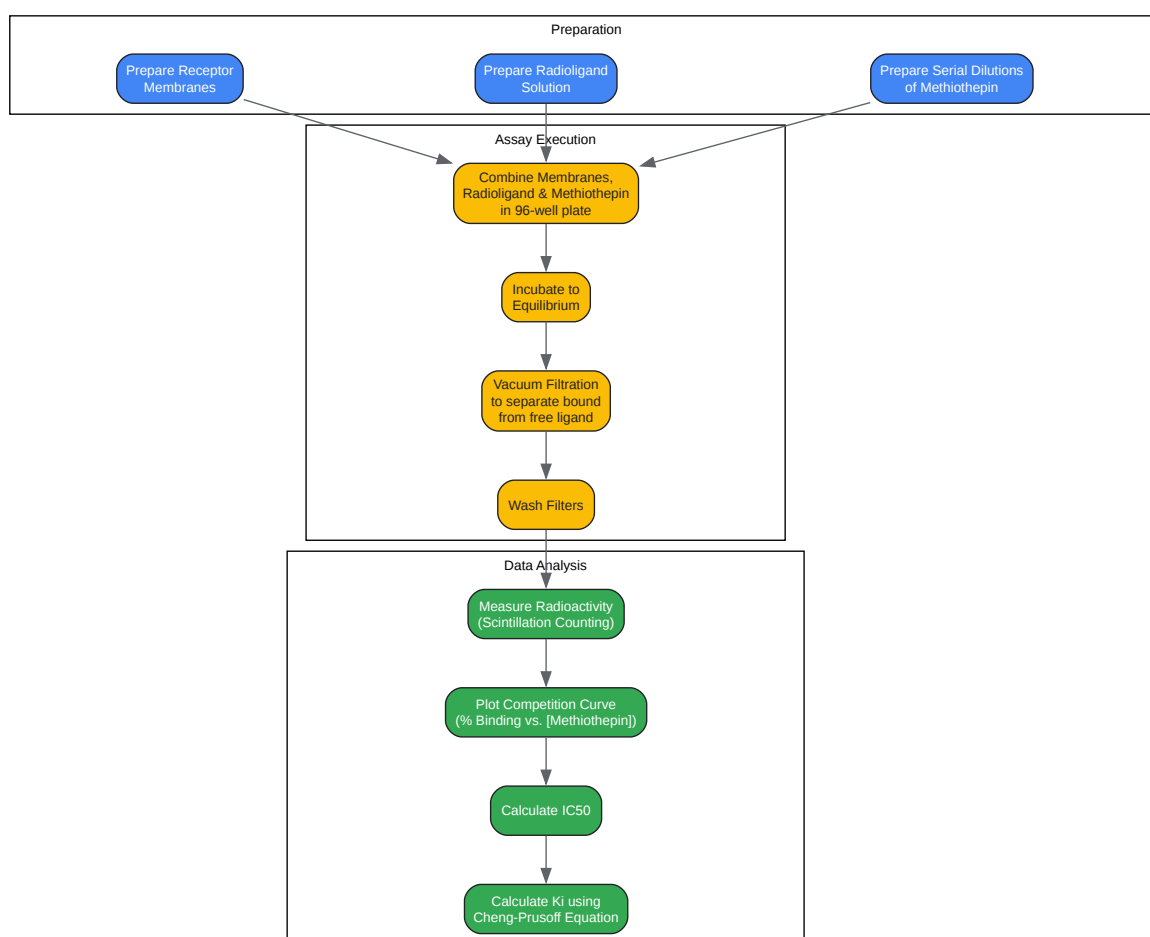 Preparation
Prepare Receptor
Membranes
Prepare Radioligand
Solution
Prepare Serial Dilutions
of Methiothepin
Assay Execution
Combine Membranes,
Radioligand & Methiothepin
in 96-well plate
Incubate to
Equilibrium
Vacuum Filtration
to separate bound
from free ligand
Wash Filters
Data Analysis
Measure Radioactivity
(Scintillation Counting)
Plot Competition Curve
(% Binding vs. [Methiothepin])
Calculate IC50
Calculate Ki using
Cheng-Prusoff Equation